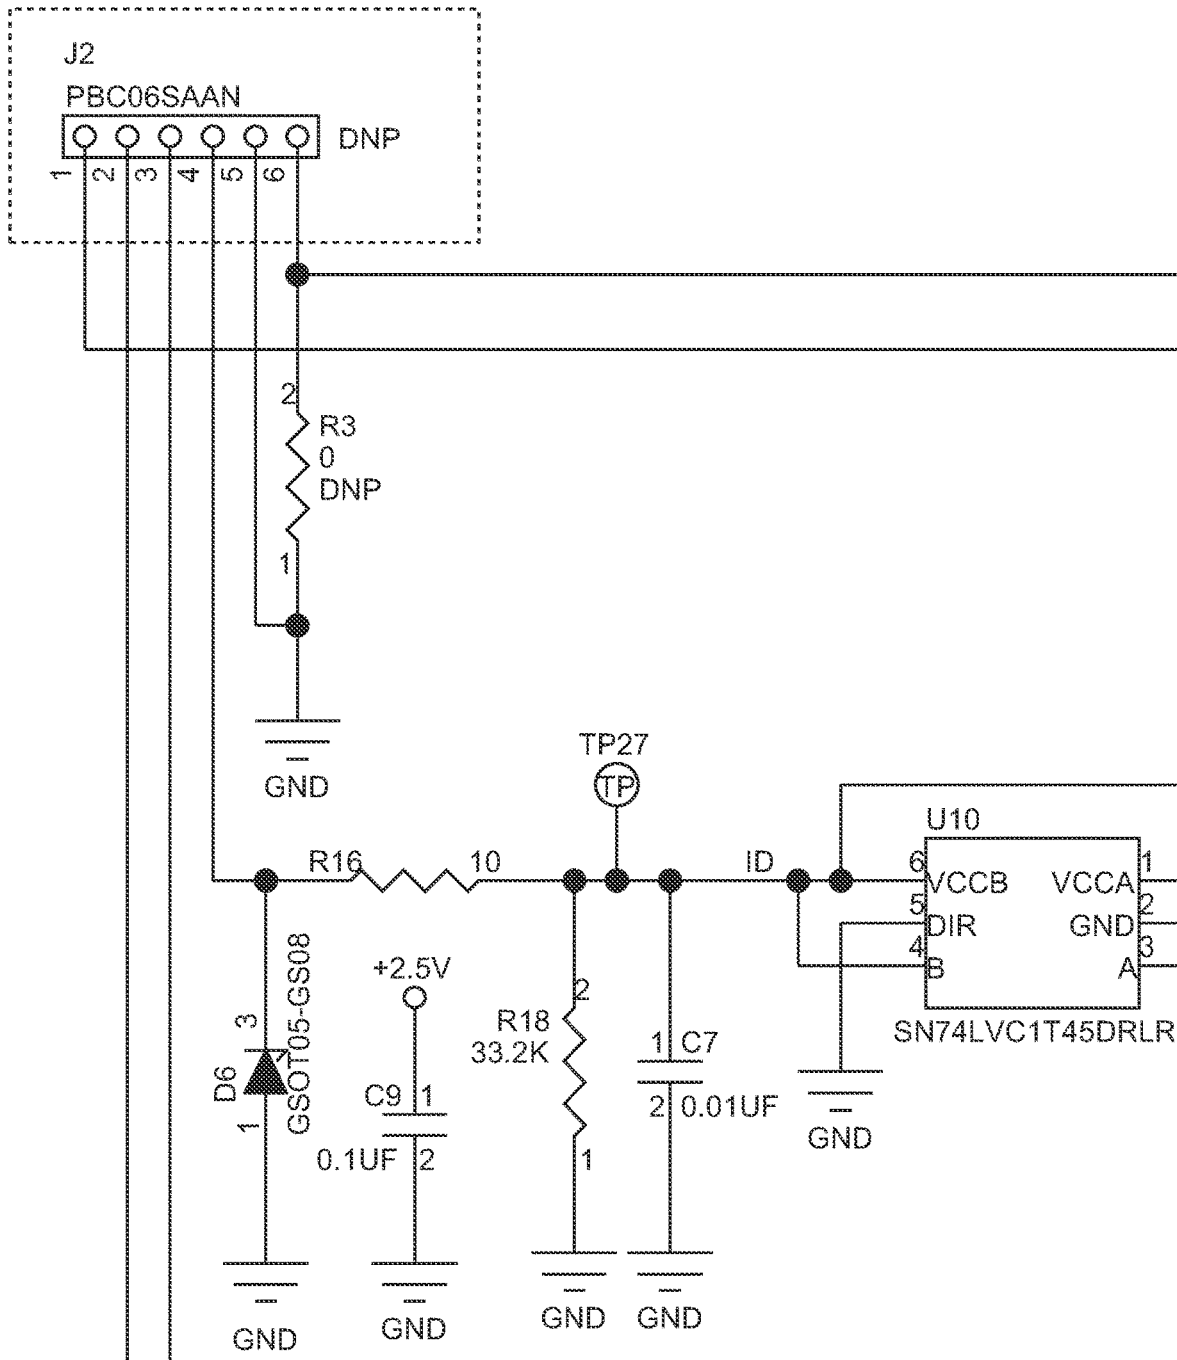 J2
PBC06SAAN
DNP
1 2 3 4 5 6
2
R3
0
DNP
1
GND
TP27
TP
U10
R16 10 ID
6 VCCB VCCA 1
5 DIR GND 2
4 B A 3
SN74LVC1T45DRLR
+2.5V
3
D6
1
GSOT05-GS08
C9 1
0.1UF 2
2
R18
33.2K
1
1 C7
2 0.01UF
GND
GND
GND
GND
GND